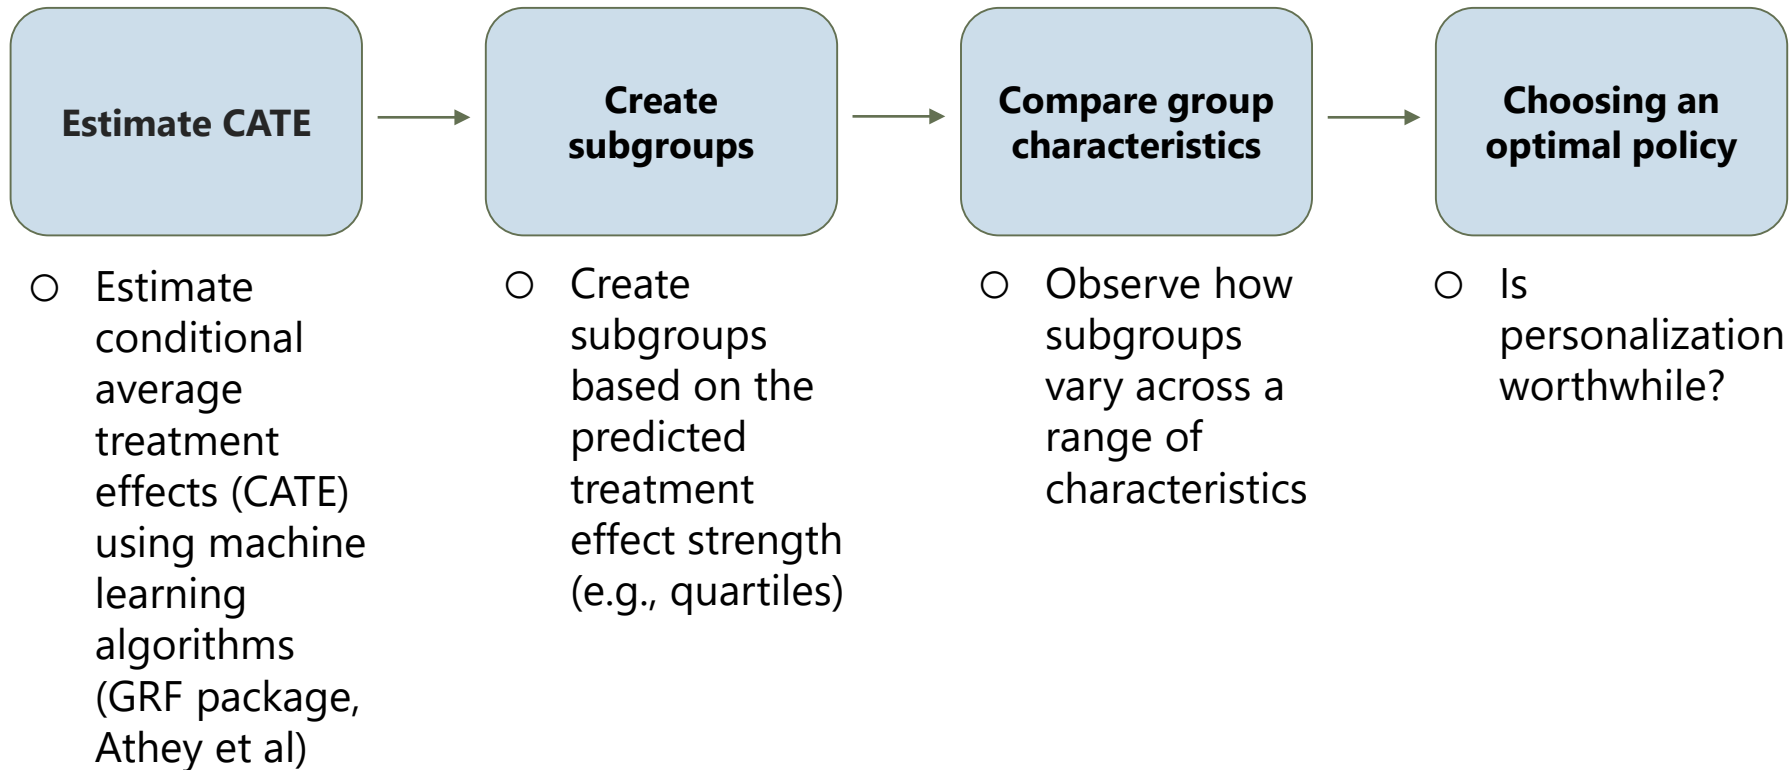 Estimate CATE
Create
subgroups
Compare group
characteristics
Choosing an
optimal policy
○ Estimate
conditional
average
treatment
effects (CATE)
using machine
learning
algorithms
(GRF package,
Athey et al)
○ Create
subgroups
based on the
predicted
treatment
effect strength
(e.g., quartiles)
○ Observe how
subgroups
vary across a
range of
characteristics
○ Is
personalization
worthwhile?